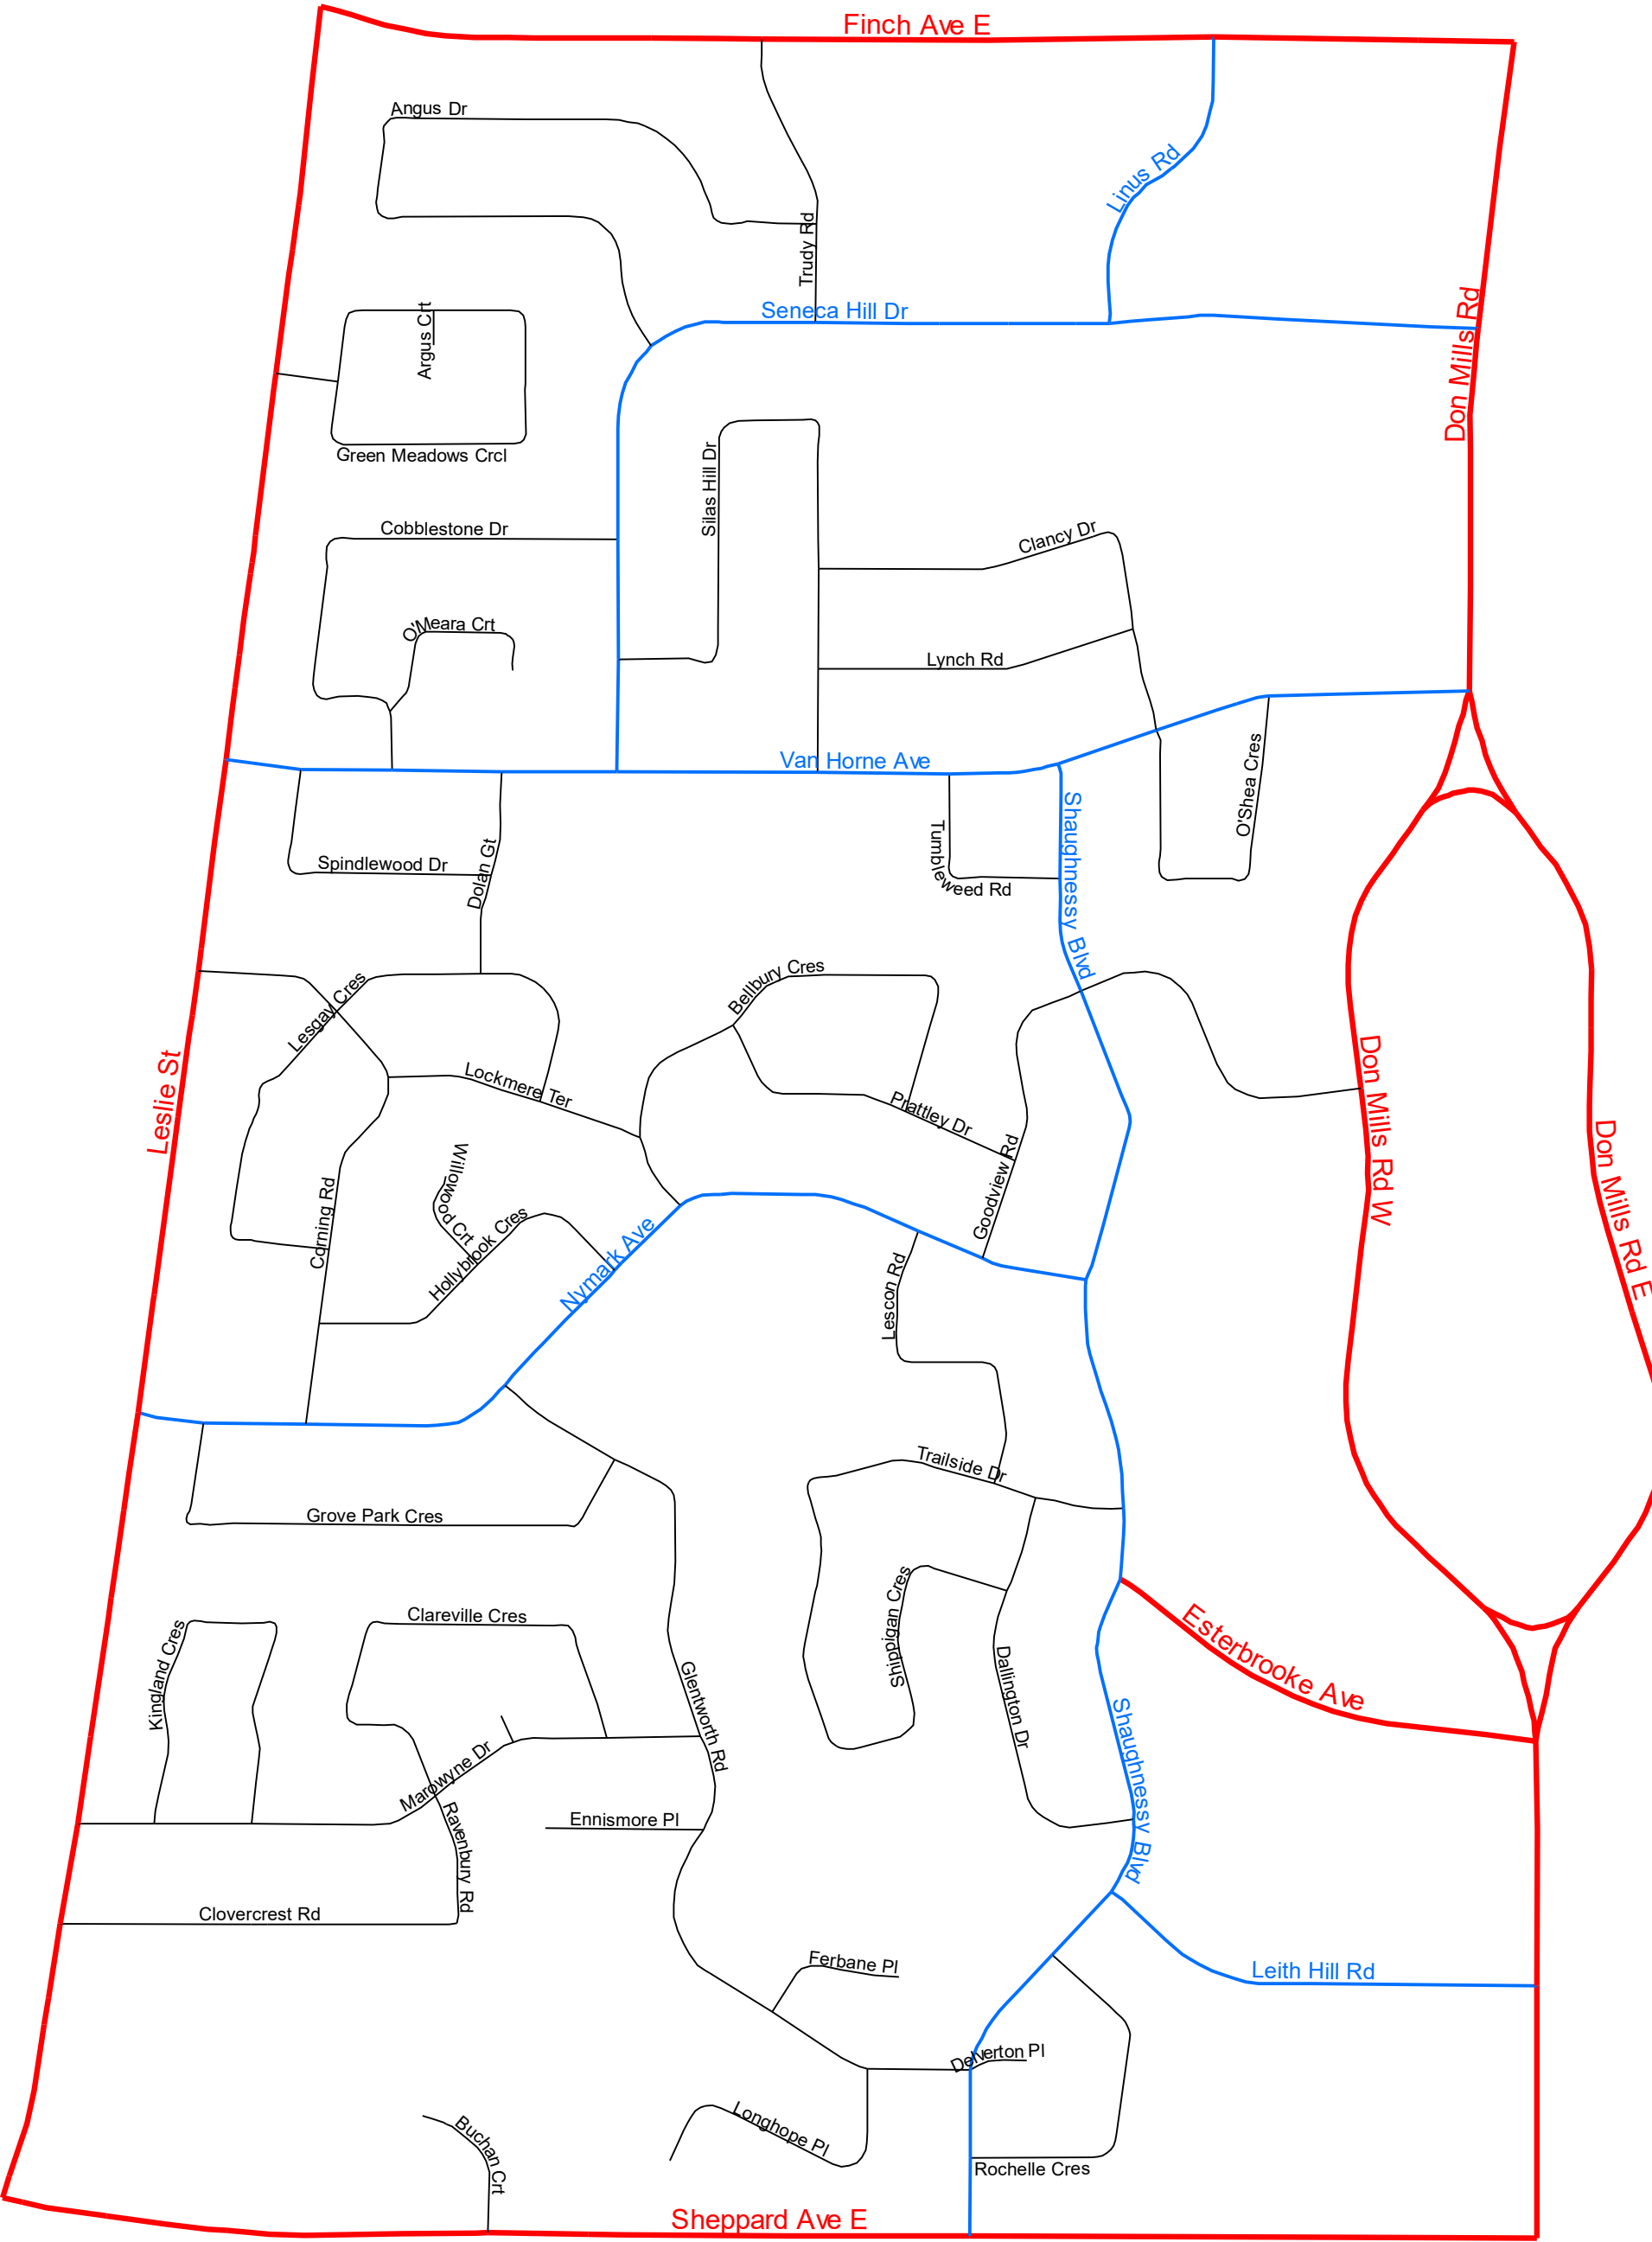 Finch Ave E
Angus Dr
Linus Rd
Trudy Rd
Seneca Hill Dr
Argus Crt
Don Mills Rd
Green Meadows Crcl
Silas Hill Dr
Cobblestone Dr
Clancy Dr
O'Meara Crt
Lynch Rd
Van Horne Ave
O'Shea Cres
Shaughnessy Blvd
Tumbleweed Rd
Spindlewood Dr
Dolan Gt
Bellbury Cres
Lesgay Cres
Leslie St
Lockmere Ter
Prattley Dr
Don Mills Rd W
Don Mills Rd E
Willowood Crt
Goodview Rd
Corning Rd
Hollybrook Cres
Nymark Ave
Lescon Rd
Trailside Dr
Grove Park Cres
Shippigan Cres
Clareville Cres
Kingland Cres
Esterbrooke Ave
Glentworth Rd
Dallington Dr
Shaughnessy Blvd
Marowyne Dr
Ravenbury Rd
Ennismore Pl
Clovercrest Rd
Ferbane Pl
Leith Hill Rd
Delverton Pl
Longhope Pl
Buchan Crt
Rochelle Cres
Sheppard Ave E